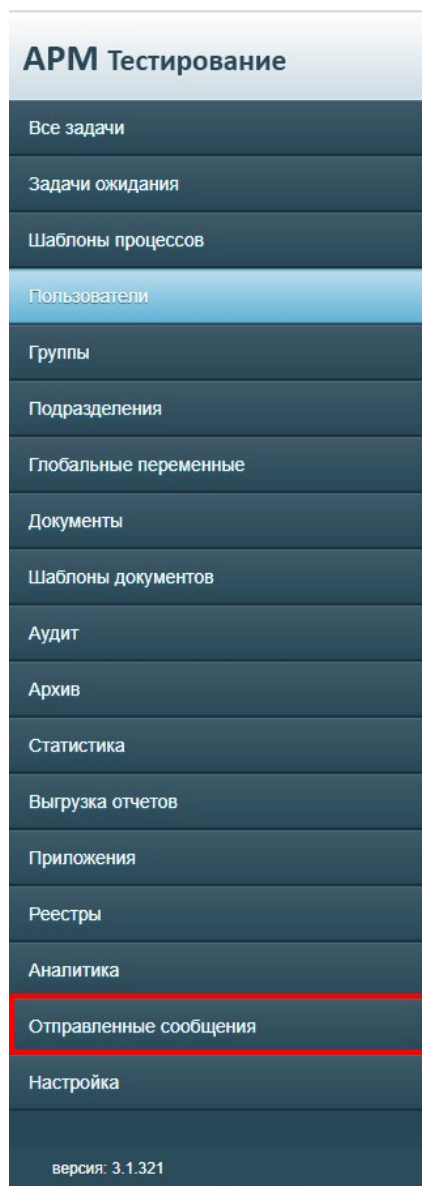 АРМ Тестирование
Все задачи
Задачи ожидания
Шаблоны процессов
Пользователи
Группы
Подразделения
Глобальные переменные
Документы
Шаблоны документов
Аудит
Архив
Статистика
Выгрузка отчетов
Приложения
Реестры
Аналитика
Отправленные сообщения
Настройка
версия: 3.1.321